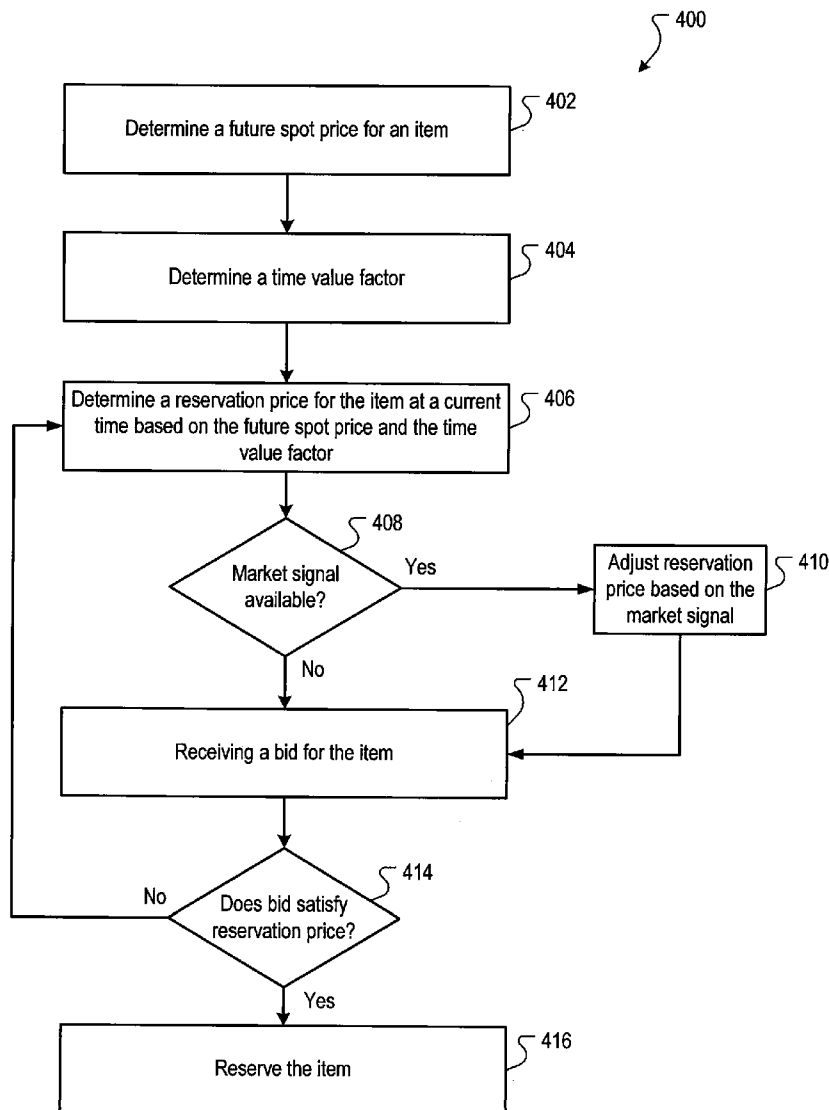 400
402
Determine a future spot price for an item
404
Determine a time value factor
406
Determine a reservation price for the item at a current
time based on the future spot price and the time
value factor
408
Market signal
available?
Yes
410
Adjust reservation
price based on the
market signal
No
412
Receiving a bid for the item
414
No
Does bid satisfy
reservation price?
Yes
416
Reserve the item